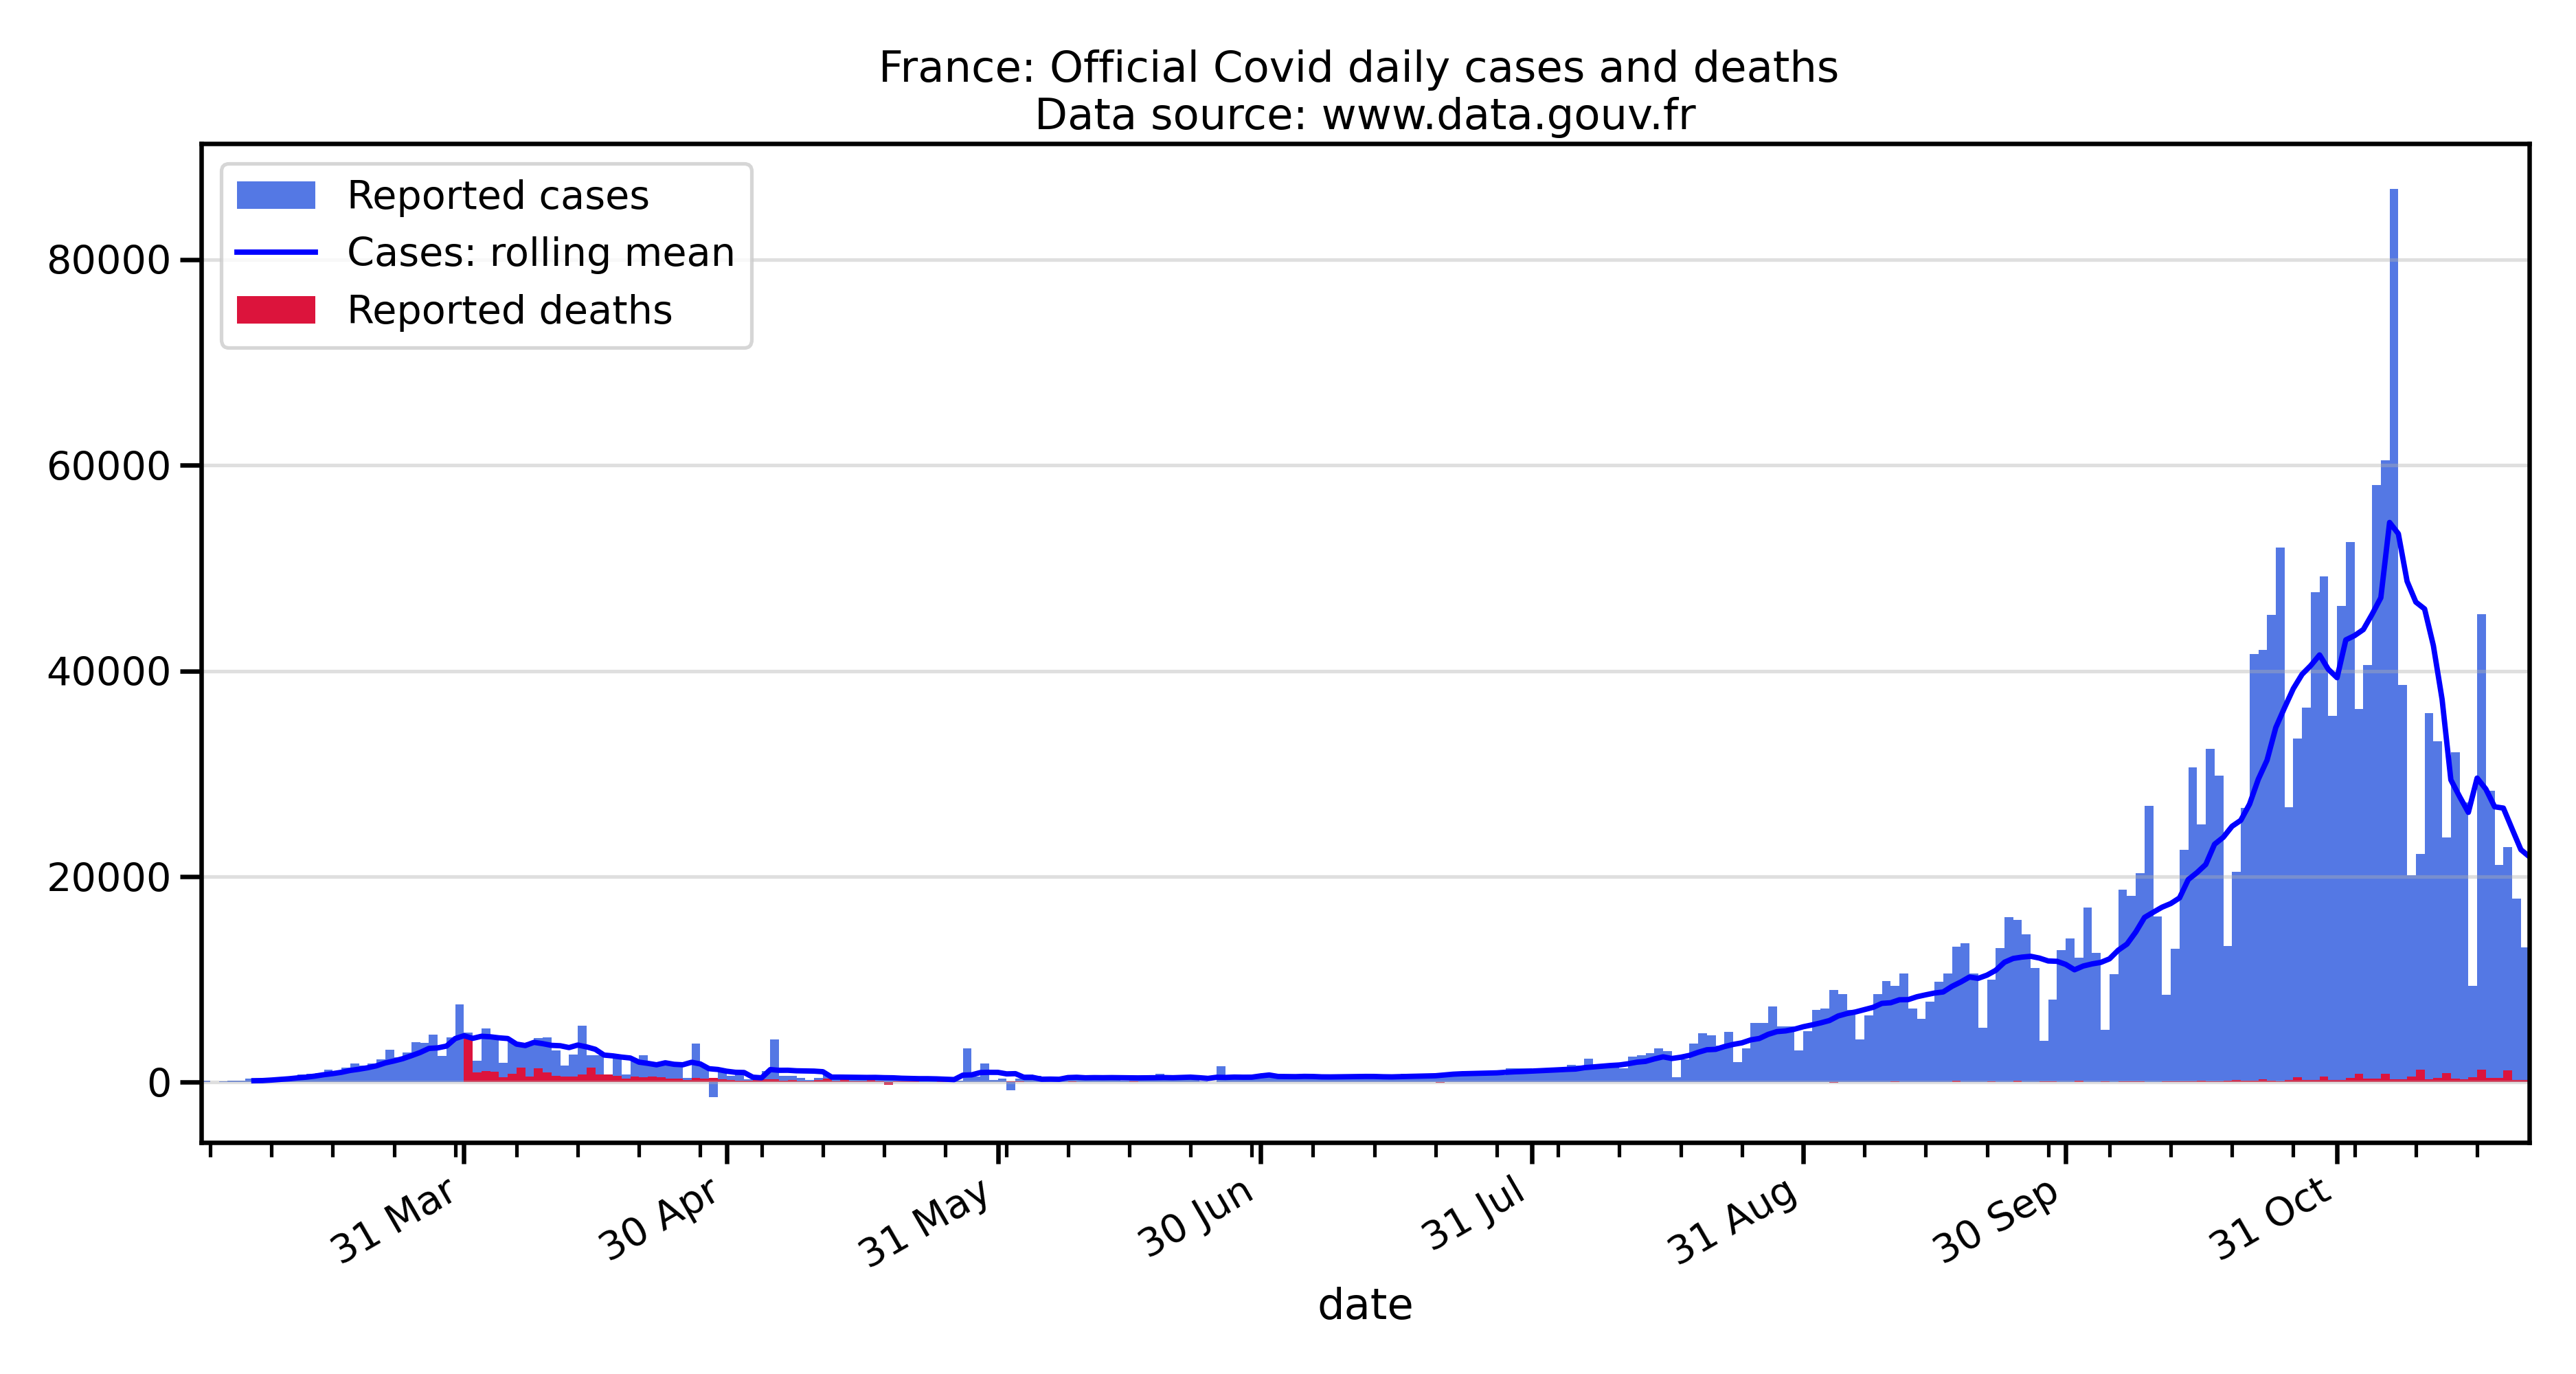 France: Official Covid daily cases and deaths
Data source: www.data.gouv.fr
Reported cases
Cases: rolling mean
Reported deaths
80000
60000
40000
20000
0
31 Mar
30 Apr
31 May
30 Jun
31 Jul
31 Aug
30 Sep
31 Oct
date